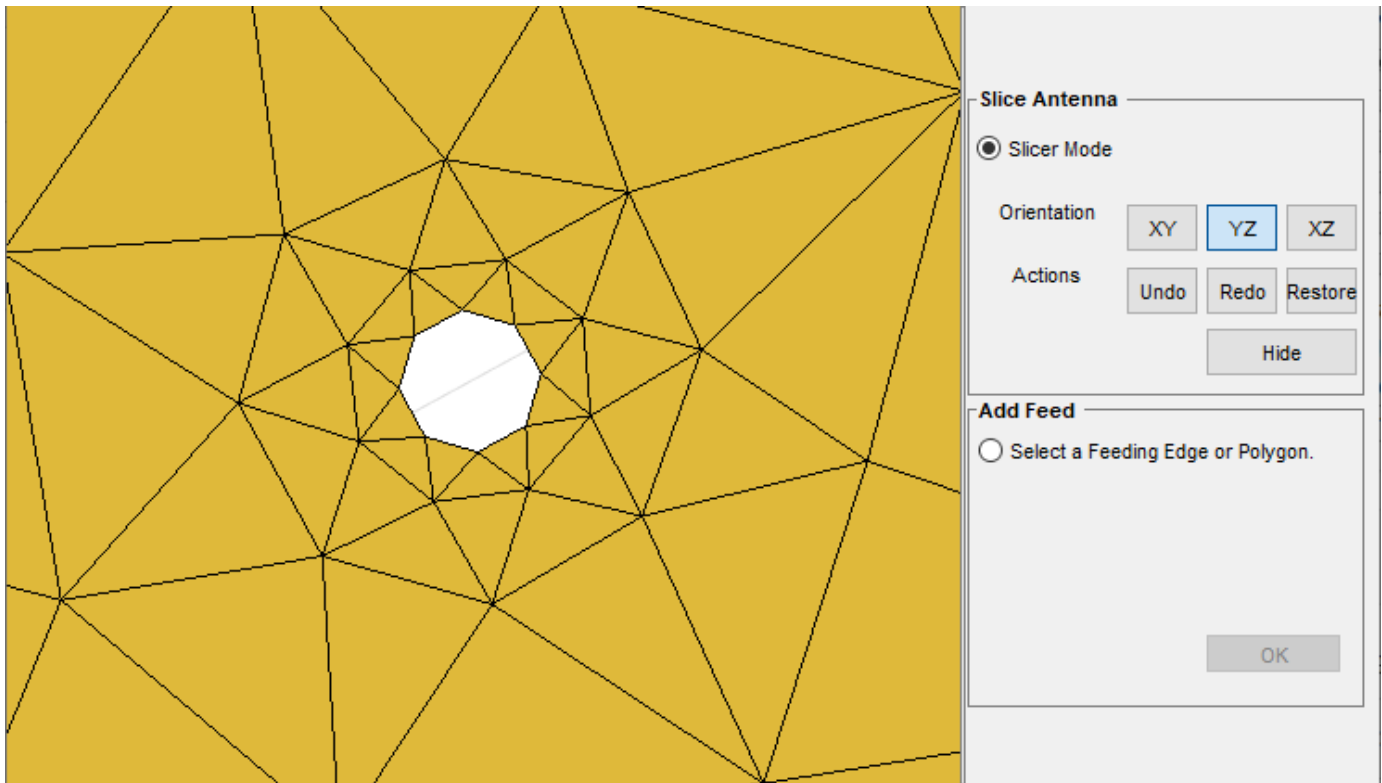 Slice Antenna
Slicer Mode
Orientation XY YZ XZ
Actions Undo Redo Restore
Hide
Add Feed
Select a Feeding Edge or Polygon.
OK